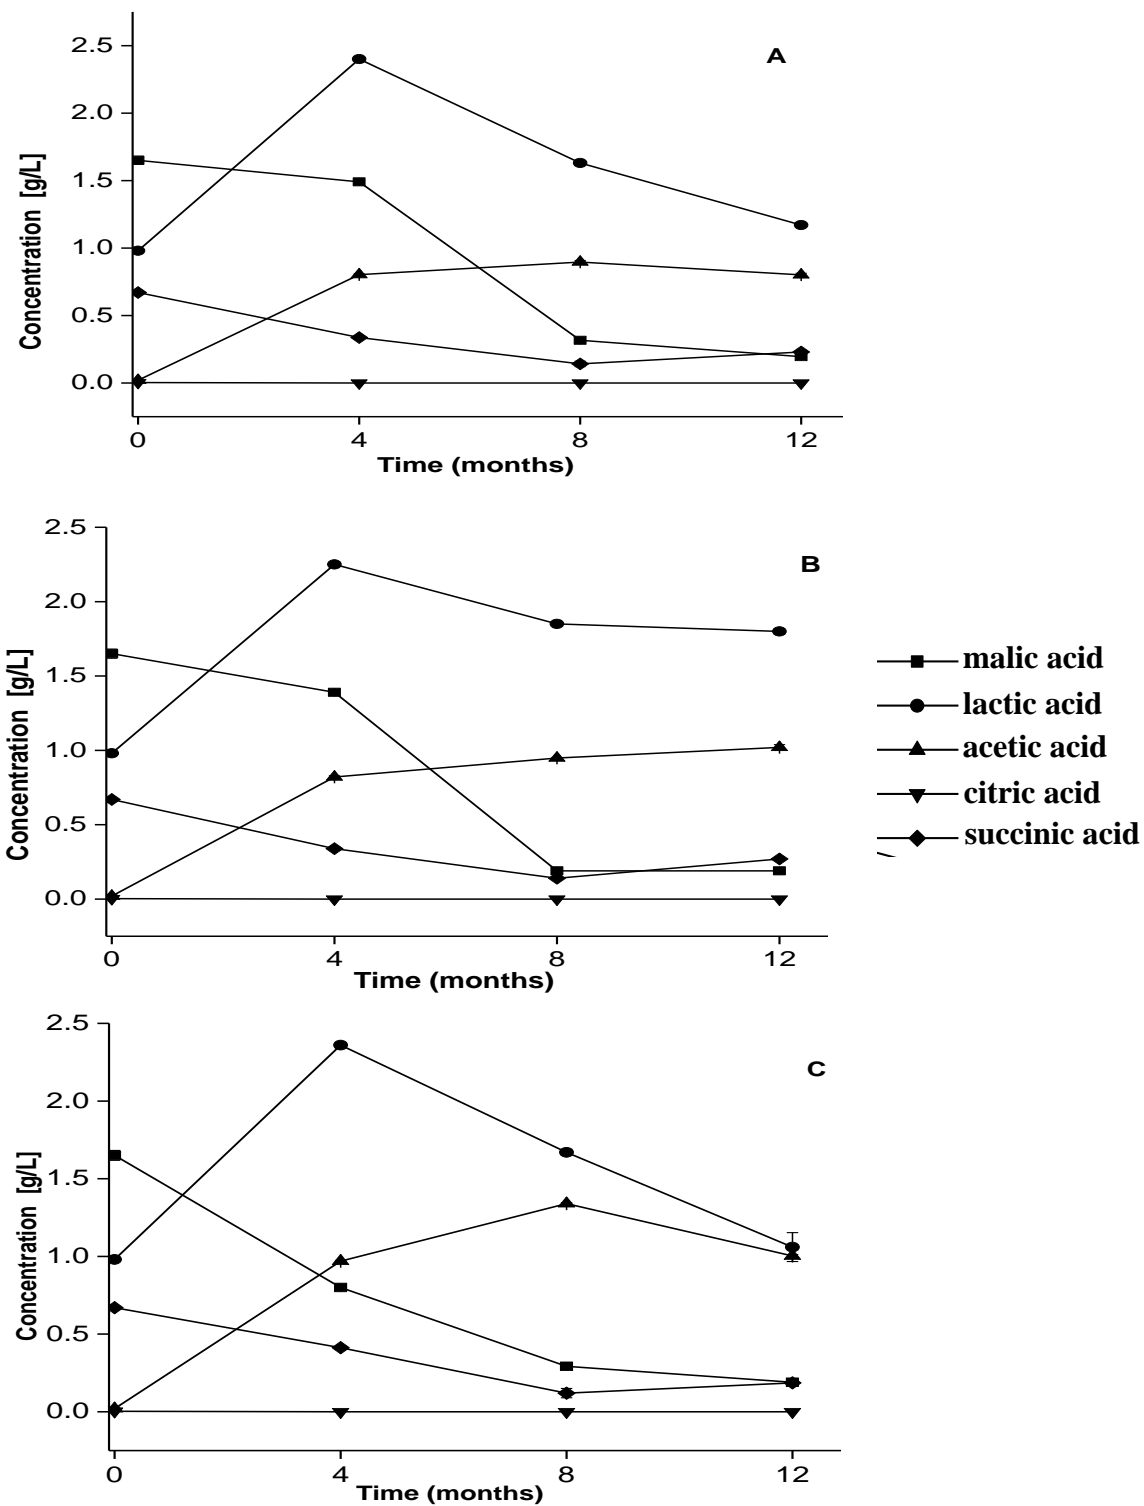 A
2.5
2.0
1.5
1.0
0.5
0.0
Concentration [g/L]
0 4 8 12
Time (months)
B
2.5
2.0
1.5
1.0
0.5
0.0
Concentration [g/L]
0 4 8 12
Time (months)
malic acid
lactic acid
acetic acid
citric acid
succinic acid
C
2.5
2.0
1.5
1.0
0.5
0.0
Concentration [g/L]
0 4 8 12
Time (months)